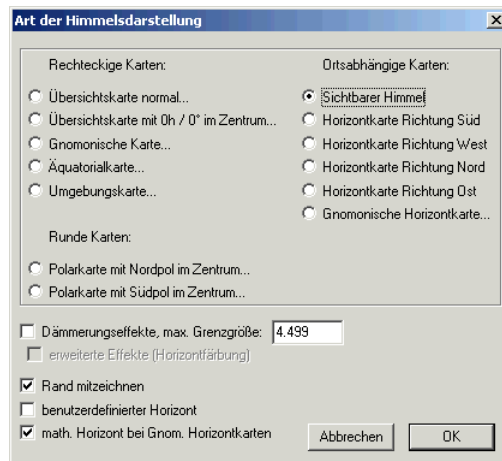 Art der Himmelsdarstellung
Rechteckige Karten:
Übersichtskarte normal...
Übersichtskarte mit 0h / 0° im Zentrum...
Gnomonische Karte...
Äquatorialkarte...
Umgebungskarte...
Runde Karten:
Polarkarte mit Nordpol im Zentrum...
Polarkarte mit Südpol im Zentrum...
Ortsabhängige Karten:
Sichtbarer Himmel
Horizontkarte Richtung Süd
Horizontkarte Richtung West
Horizontkarte Richtung Nord
Horizontkarte Richtung Ost
Gnomonische Horizontkarte...
Dämmerungseffekte, max. Grenzgröße: 4.499
erweiterte Effekte (Horizontfärbung)
Rand mitzeichnen
benutzerdefinierter Horizont
math. Horizont bei Gnom. Horizontkarten
Abbrechen OK